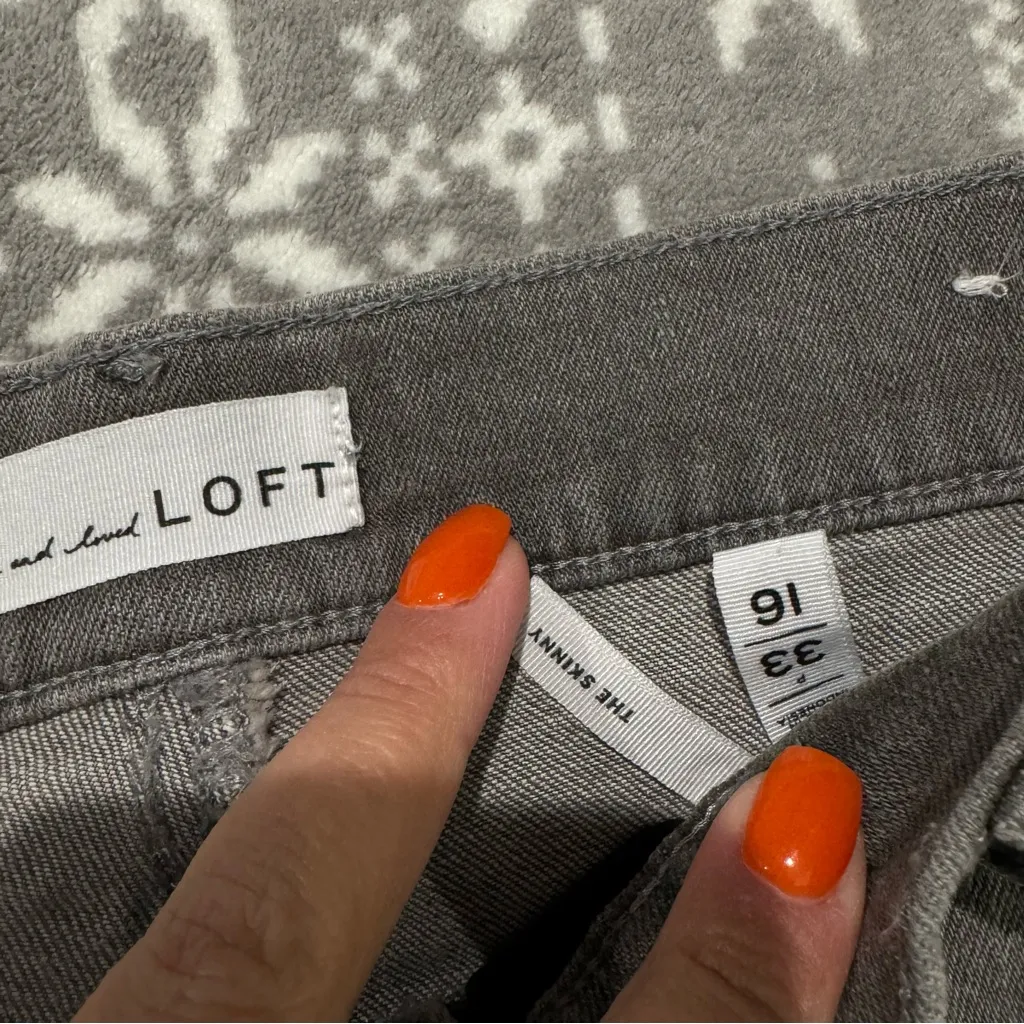 and loved LOFT
THE SKINNY
33
16